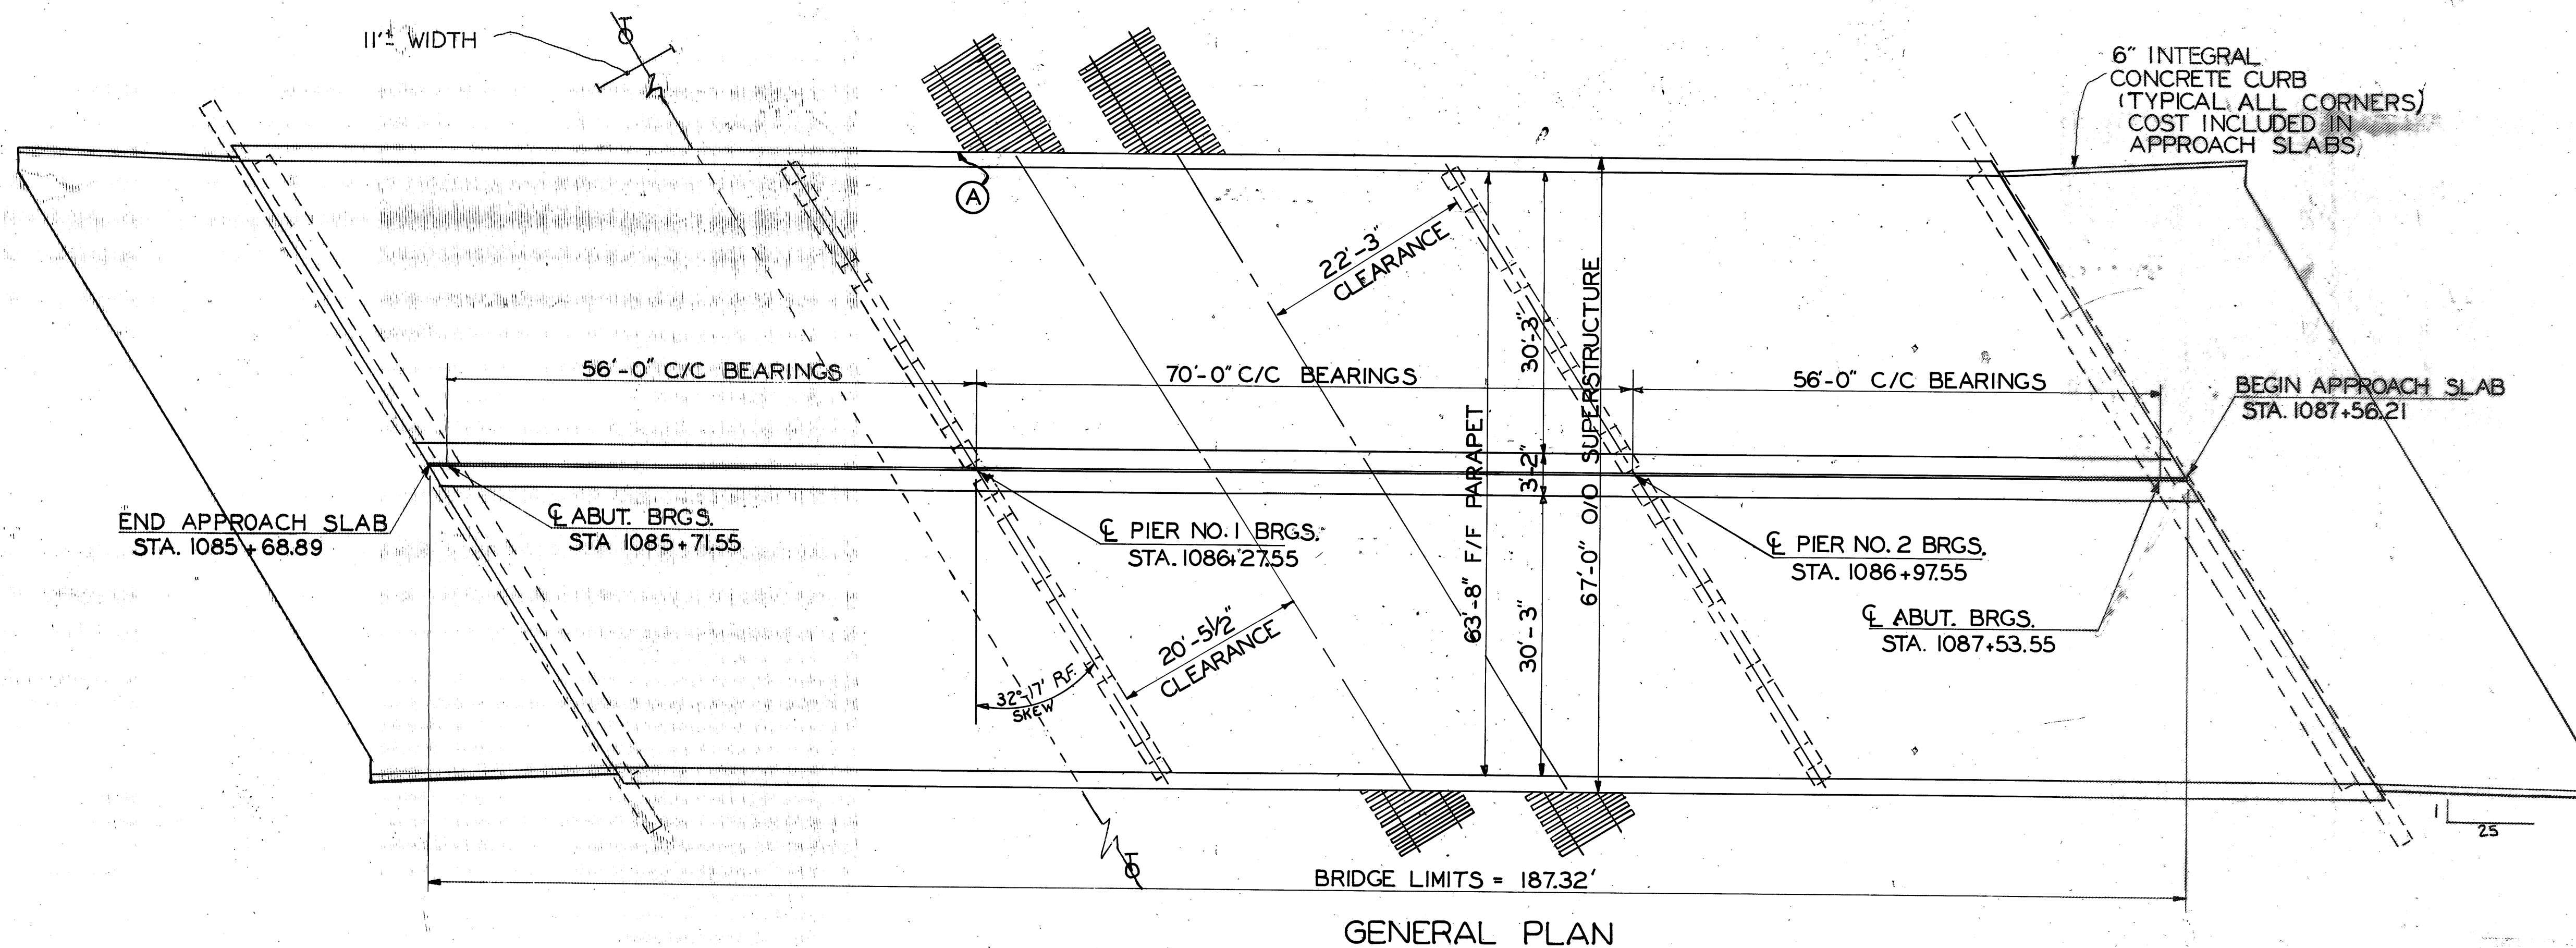 11'± WIDTH
6" INTEGRAL
CONCRETE CURB
(TYPICAL ALL CORNERS)
COST INCLUDED IN
APPROACH SLABS
A
22'-3"
CLEARANCE
30'-3"
67'-0" O/O SUPERSTRUCTURE
56'-0" C/C BEARINGS
70'-0" C/C BEARINGS
56'-0" C/C BEARINGS
BEGIN APPROACH SLAB
STA. 1087+56.21
63'-8" F/F PARAPET
3'-2"
END APPROACH SLAB
STA. 1085+68.89
℄ ABUT. BRGS.
STA 1085+71.55
℄ PIER NO. 1 BRGS.
STA. 1086+27.55
℄ PIER NO. 2 BRGS.
STA. 1086+97.55
℄ ABUT. BRGS.
STA. 1087+53.55
30'-3"
20'-5½"
CLEARANCE
32°-17' R.F.
SKEW
1
25
BRIDGE LIMITS = 187.32'
GENERAL PLAN